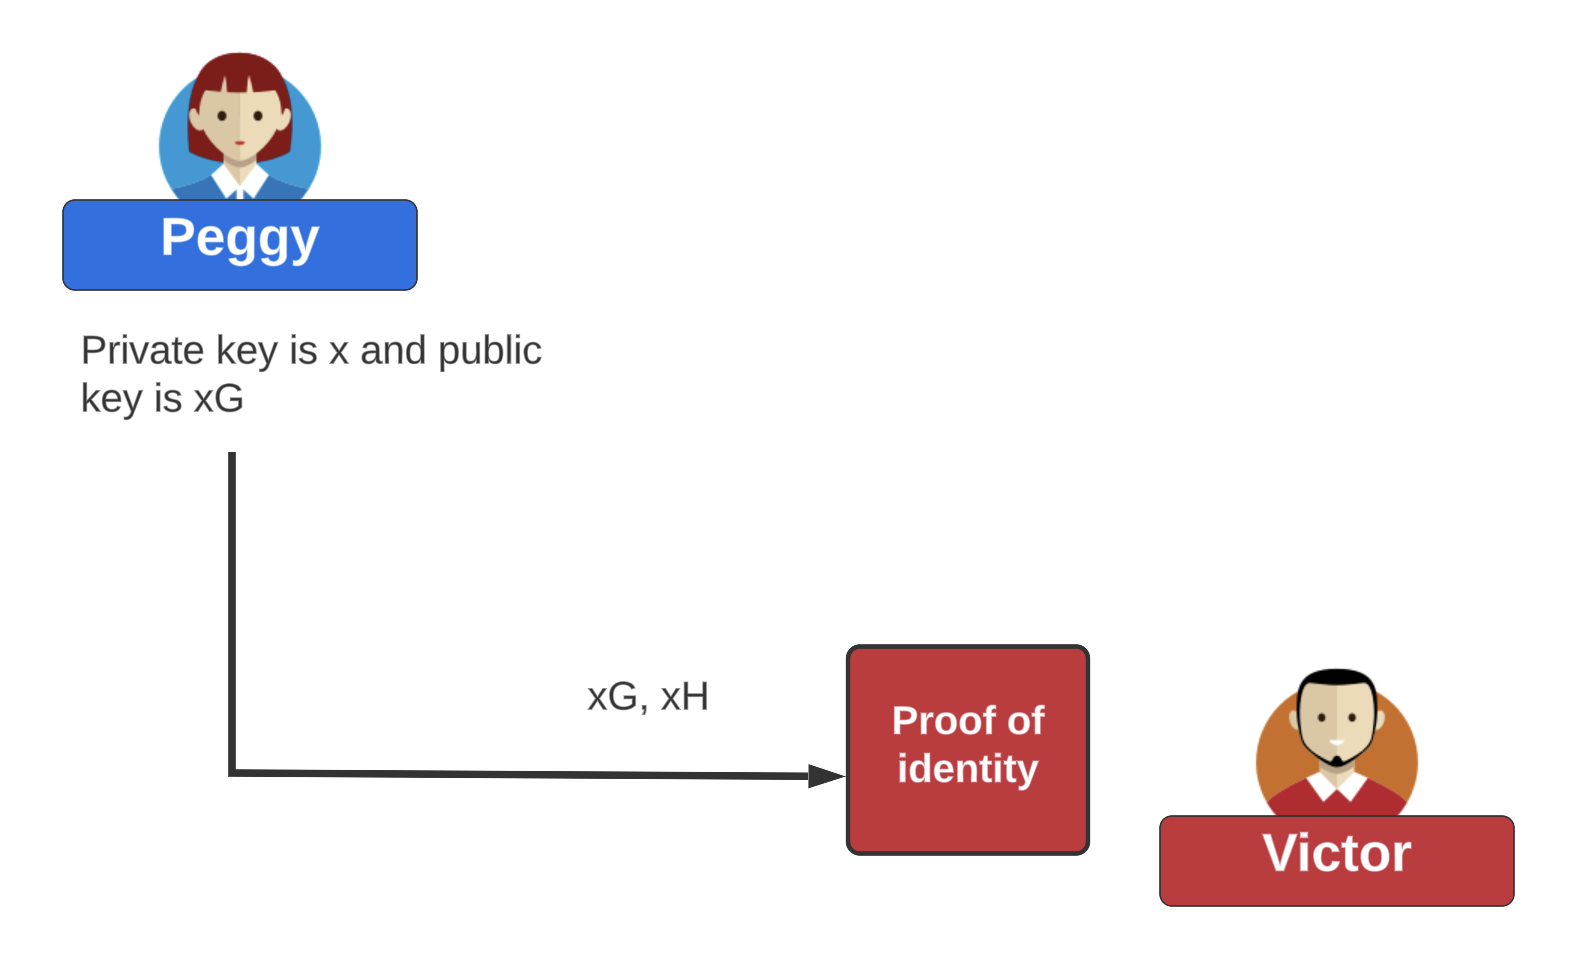 Peggy
Private key is x and public
key is xG
xG, xH
Proof of
identity
Victor